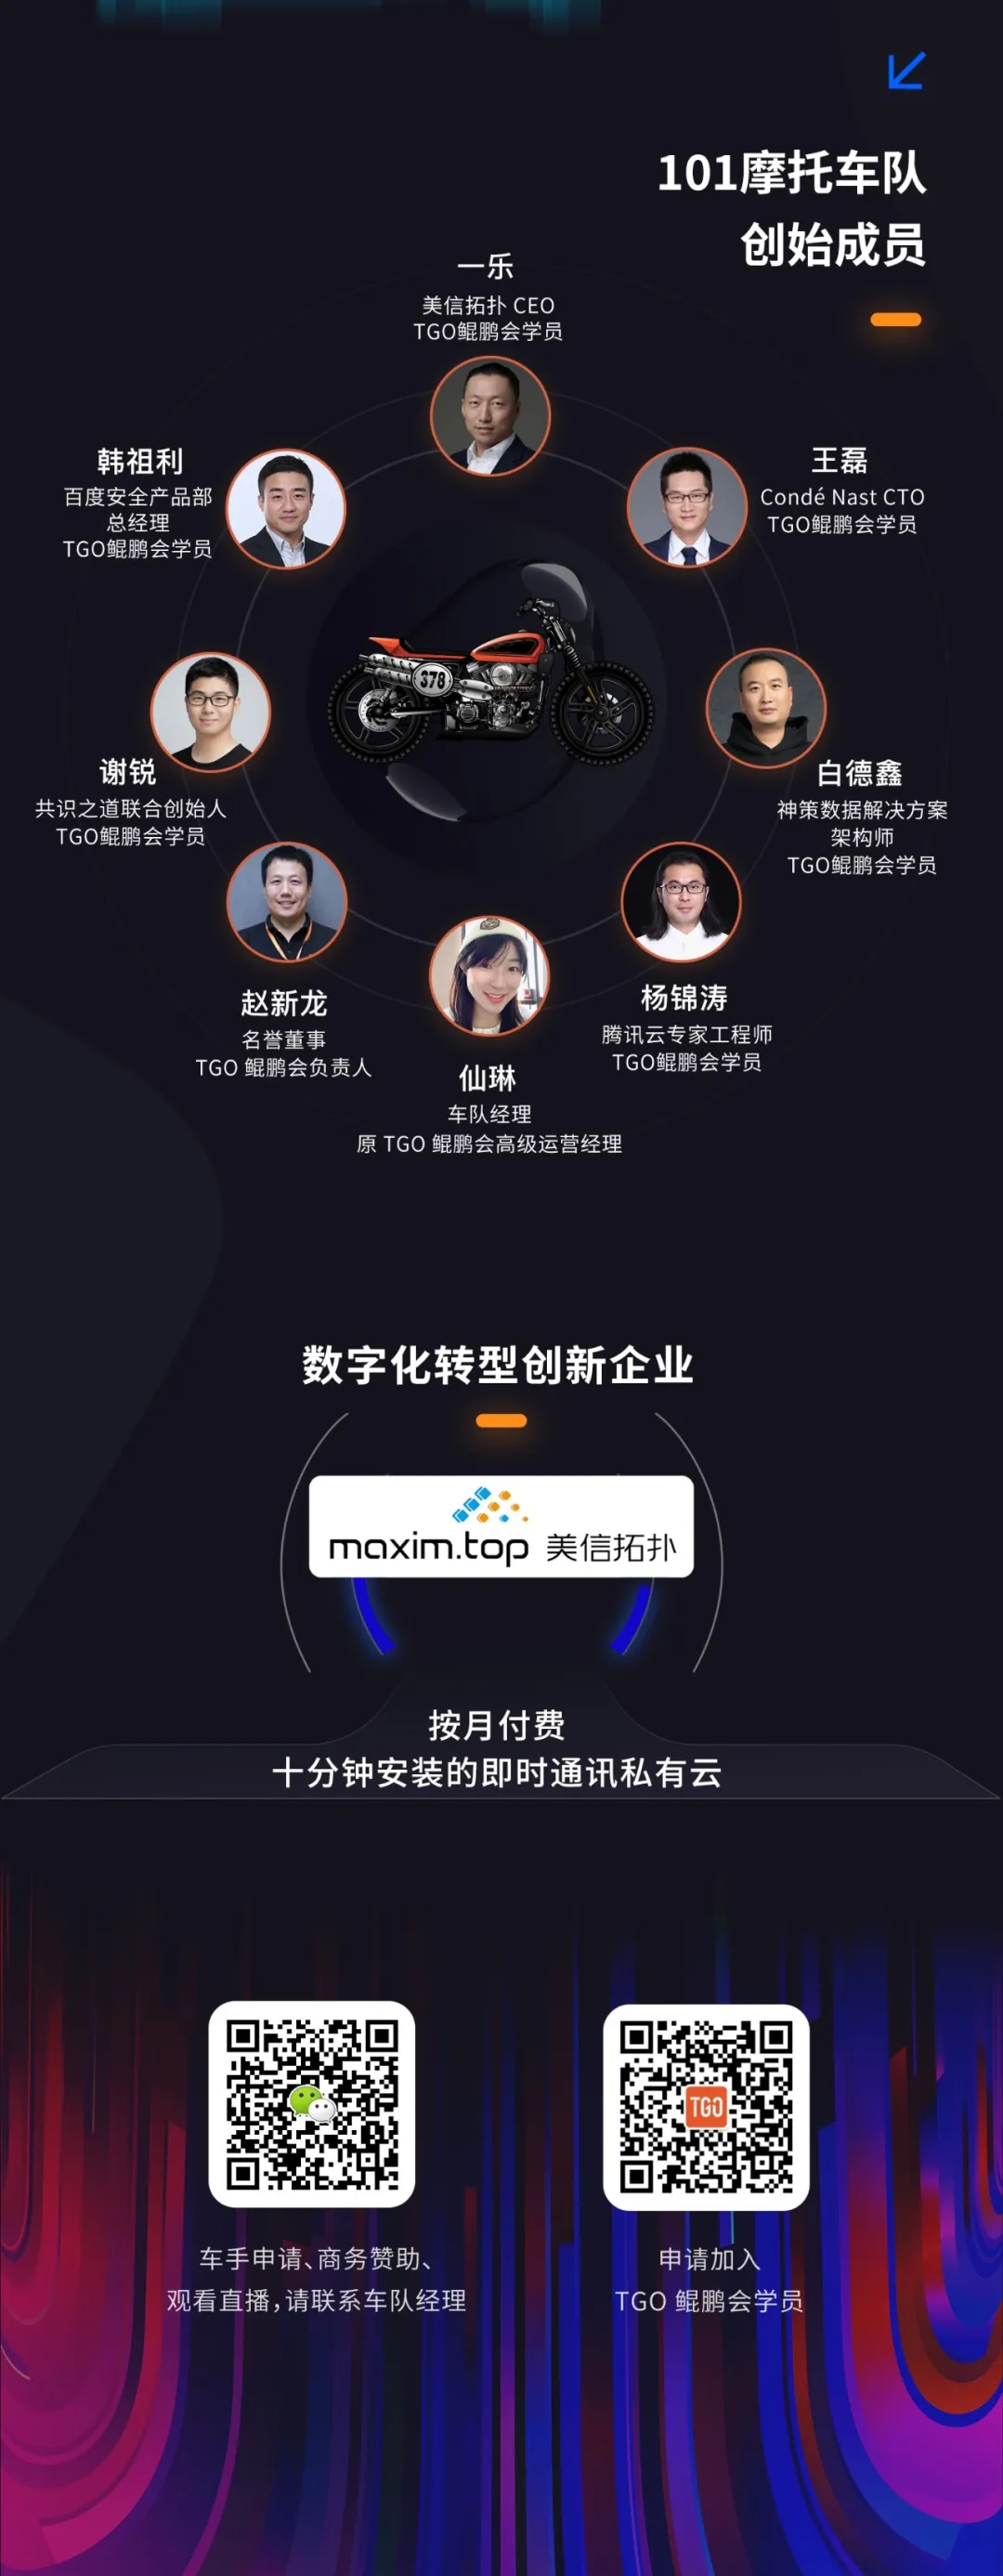 101摩托车队
创始成员
一乐
美信拓扑 CEO
TGO鲲鹏会学员
韩祖利
百度安全产品部
总经理
TGO鲲鹏会学员
王磊
Condé Nast CTO
TGO鲲鹏会学员
378
谢锐
共识之道联合创始人
TGO鲲鹏会学员
白德鑫
神策数据解决方案
架构师
TGO鲲鹏会学员
赵新龙
名誉董事
TGO 鲲鹏会负责人
杨锦涛
腾讯云专家工程师
TGO鲲鹏会学员
仙琳
车队经理
原 TGO 鲲鹏会高级运营经理
数字化转型创新企业
maxim.top 美信拓扑
按月付费
十分钟安装的即时通讯私有云
TGO
车手申请、商务赞助、
观看直播,请联系车队经理
申请加入
TGO 鲲鹏会学员